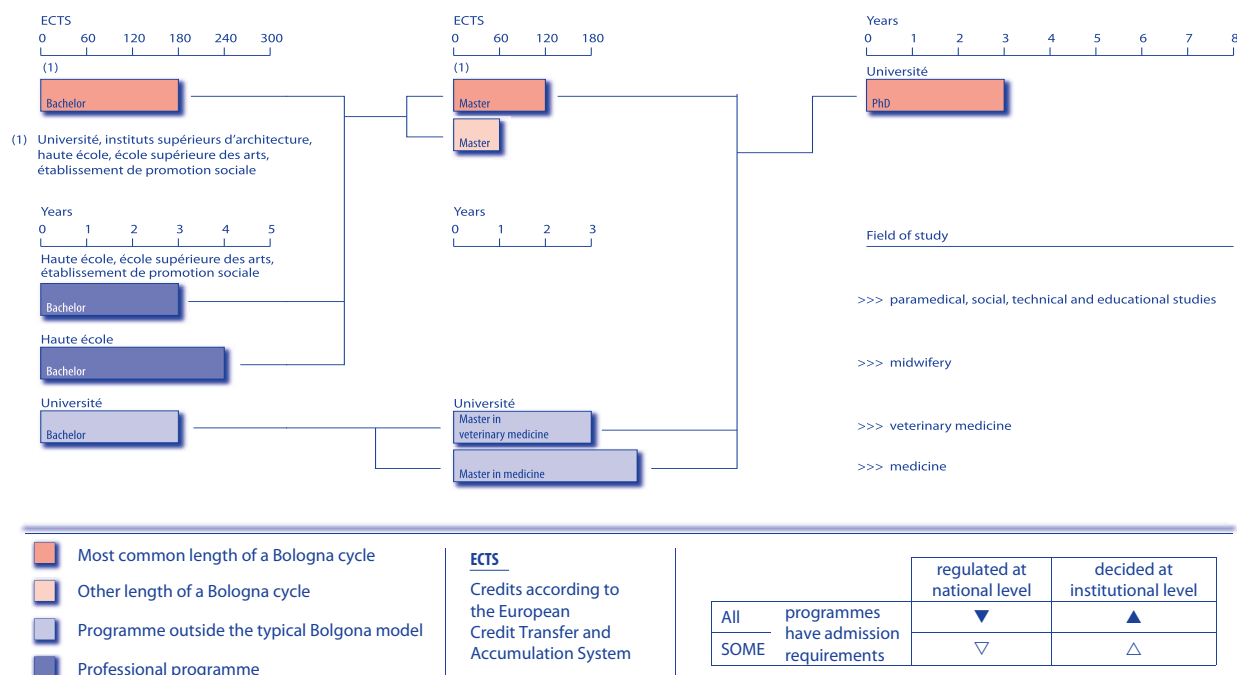 ECTS
0 60 120 180 240 300
(1)
Bachelor
(1) Université, instituts supérieurs d'architecture,
haute école, école supérieure des arts,
établissement de promotion sociale
ECTS
0 60 120 180
(1)
Master
Master
Years
0 1 2 3 4 5 6 7 8
Université
PhD
Years
0 1 2 3 4 5
Haute école, école supérieure des arts,
établissement de promotion sociale
Bachelor
Haute école
Bachelor
Université
Bachelor
Years
0 1 2 3
Université
Master in
veterinary medicine
Master in medicine
Field of study
>>> paramedical, social, technical and educational studies
>>> midwifery
>>> veterinary medicine
>>> medicine
Most common length of a Bologna cycle
Other length of a Bologna cycle
Programme outside the typical Bolgona model
Professional programme
ECTS
Credits according to
the European
Credit Transfer and
Accumulation System
regulated at
national level
decided at
institutional level
All
SOME
programmes
have admission
requirements
▼ ▲
▽ △